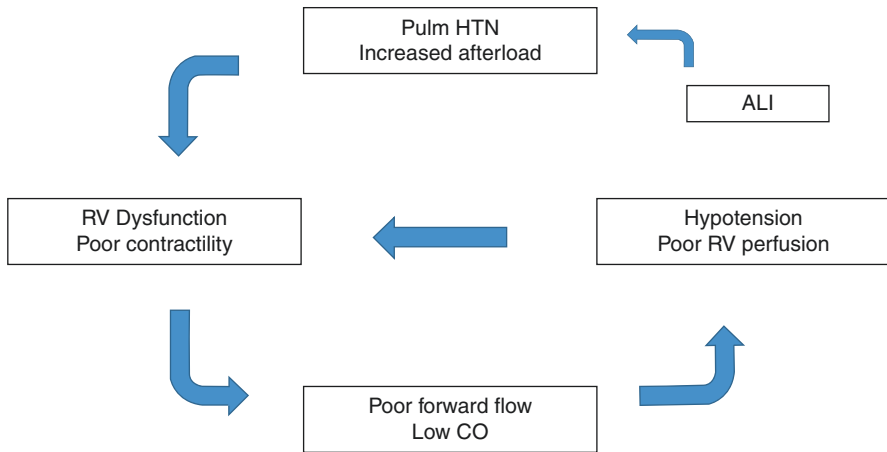 Pulm HTN
Increased afterload
ALI
RV Dysfunction
Poor contractility
Hypotension
Poor RV perfusion
Poor forward flow
Low CO